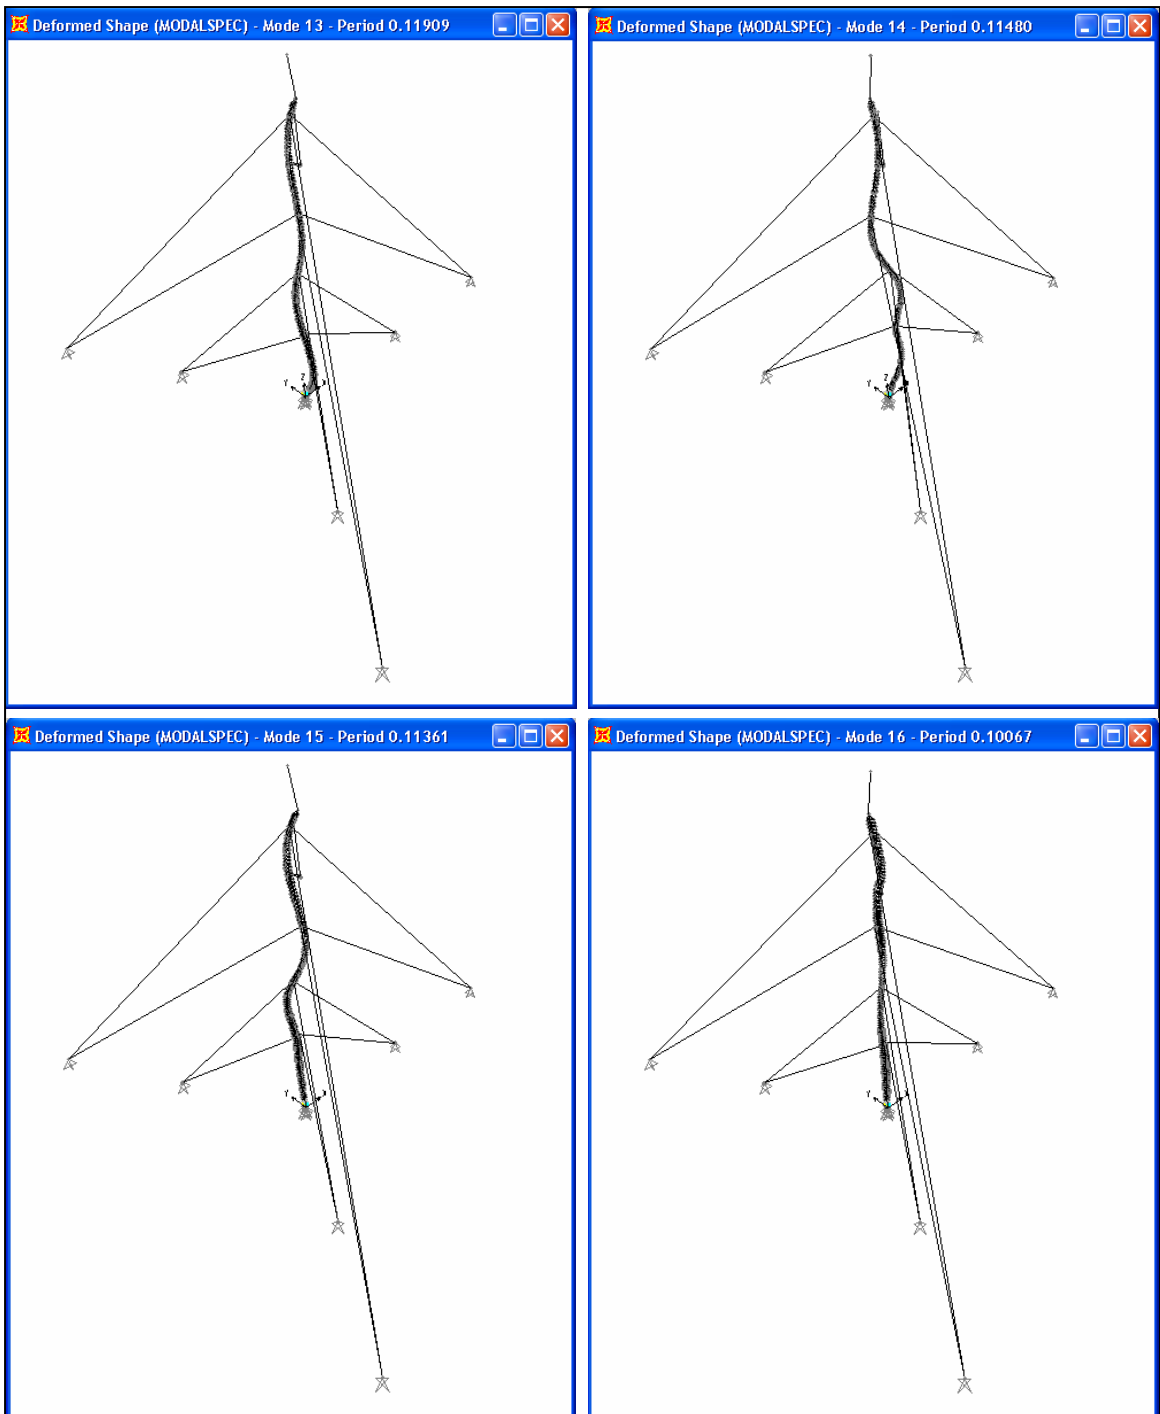 Deformed Shape (MODALSPEC) - Mode 13 - Period 0.11909
Deformed Shape (MODALSPEC) - Mode 14 - Period 0.11480
Z
Y
X
Z
Y
Deformed Shape (MODALSPEC) - Mode 15 - Period 0.11361
Deformed Shape (MODALSPEC) - Mode 16 - Period 0.10067
Y
X
Y